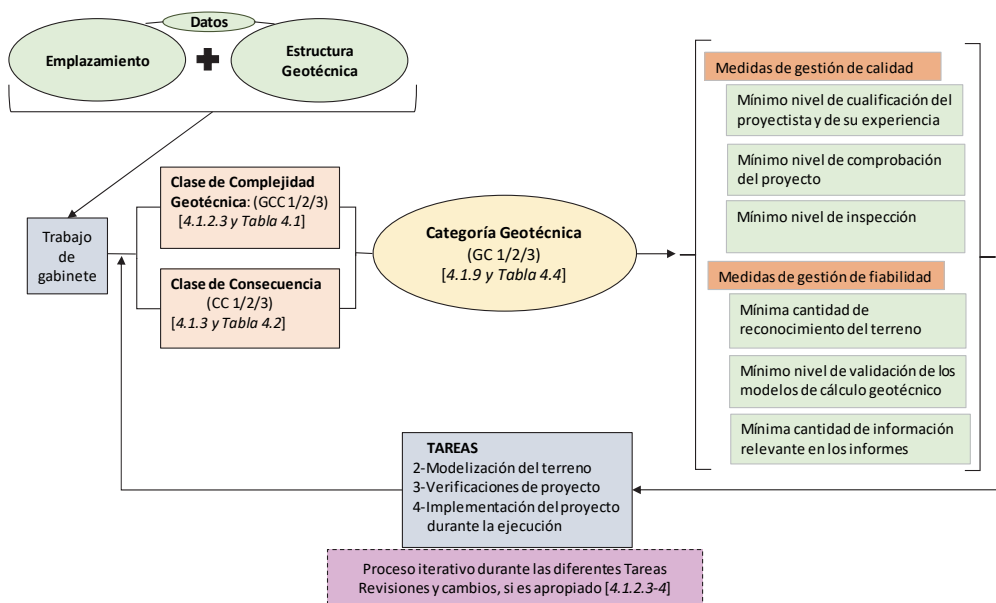 Datos
Emplazamiento
Estructura
Geotécnica
Trabajo
de
gabinete
Clase de Complejidad
Geotécnica: (GCC 1/2/3)
[4.1.2.3 y Tabla 4.1]
Clase de Consecuencia
(CC 1/2/3)
[4.1.3 y Tabla 4.2]
Categoría Geotécnica
(GC 1/2/3)
[4.1.9 y Tabla 4.4]
Medidas de gestión de calidad
Mínimo nivel de cualificación del
proyectista y de su experiencia
Mínimo nivel de comprobación
del proyecto
Mínimo nivel de inspección
Medidas de gestión de fiabilidad
Mínima cantidad de
reconocimiento del terreno
Mínimo nivel de validación de los
modelos de cálculo geotécnico
Mínima cantidad de información
relevante en los informes
TAREAS
2-Modelización del terreno
3-Verificaciones de proyecto
4-Implementación del proyecto
durante la ejecución
Proceso iterativo durante las diferentes Tareas
Revisiones y cambios, si es apropiado [4.1.2.3-4]